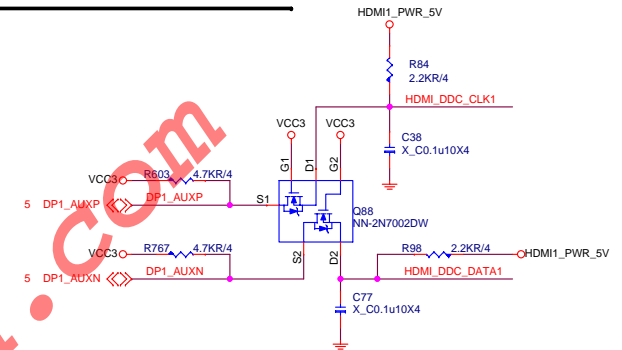 HDMI1_PWR_5V
R84
2.2KR/4
HDMI_DDC_CLK1
VCC3
VCC3
C38
X_C0.1u10X4
G1
D1
G2
VCC3
R603
4.7KR/4
5 DP1_AUXP
DP1_AUXP
S1
Q88
NN-2N7002DW
VCC3
R767
4.7KR/4
S2
D2
R98
2.2KR/4
HDMI1_PWR_5V
5 DP1_AUXN
DP1_AUXN
HDMI_DDC_DATA1
C77
X_C0.1u10X4
.com